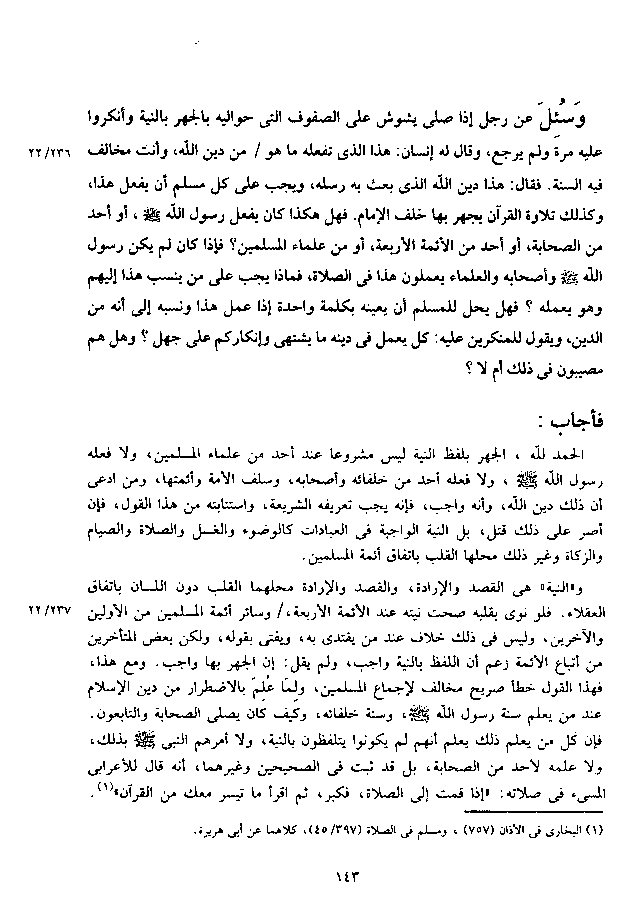 وَسُئِلَ عن رجل إذا صلى يشوش على الصفوف التى حواليه بالجهر بالنية وأنكروا
عليه مرة ولم يرجع، وقال له إنسان: هذا الذى تفعله ما هو / من دين الله، وأنت مخالف ٢٢/٢٣٦
فيه السنة. فقال: هذا دين الله الذى بعث به رسله، ويجب على كل مسلم أن يفعل هذا،
وكذلك تلاوة القرآن يجهر بها خلف الإمام. فهل هكذا كان يفعل رسول الله ﷺ ، أو أحد
من الصحابة، أو أحد من الأئمة الأربعة، أو من علماء المسلمين؟ فإذا كان لم يكن رسول
الله ﷺ وأصحابه والعلماء يعملون هذا فى الصلاة، فماذا يجب على من ينسب هذا إليهم
وهو يعمله ؟ فهل يحل للمسلم أن يعينه بكلمة واحدة إذا عمل هذا ونسبه إلى أنه من
الدين، ويقول للمنكرين عليه: كل يعمل فى دينه ما يشتهى وإنكاركم على جهل ؟ وهل هم
مصيبون فى ذلك أم لا ؟
فأجاب :
الحمد لله ، الجهر بلفظ النية ليس مشروعا عند أحد من علماء المسلمين، ولا فعله
رسول الله ﷺ ، ولا فعله أحد من خلفائه وأصحابه، وسلف الأمة وأئمتها، ومن ادعى
أن ذلك دين الله، وأنه واجب، فإنه يجب تعريفه الشريعة، واستتابته من هذا القول، فإن
أصر على ذلك قتل، بل النية الواجبة فى العبادات كالوضوء والغسل والصلاة والصيام
والزكاة وغير ذلك محلها القلب باتفاق أئمة المسلمين.
و«النية» هى القصد والإرادة، والقصد والإرادة محلهما القلب دون اللسان باتفاق
العقلاء. فلو نوى بقلبه صحت نيته عند الأئمة الأربعة،/ وسائر أئمة المسلمين من الأولين ٢٢/٢٣٧
والآخرين، وليس فى ذلك خلاف عند من يقتدى به، ويفتى بقوله، ولكن بعض المتأخرين
من أتباع الأئمة زعم أن اللفظ بالنية واجب، ولم يقل: إن الجهر بها واجب. ومع هذا،
فهذا القول خطأ صريح مخالف لإجماع المسلمين، ولِمَا عُلِمَ بالاضطرار من دين الإسلام
عند من يعلم سنة رسول الله ﷺ، وسنة خلفائه، وكيف كان يصلى الصحابة والتابعون.
فإن كل من يعلم ذلك يعلم أنهم لم يكونوا يتلفظون بالنية، ولا أمرهم النبى ﷺ بذلك،
ولا علمه لأحد من الصحابة، بل قد ثبت فى الصحيحين وغيرهما، أنه قال للأعرابى
المسىء فى صلاته: «إذا قمت إلى الصلاة، فكبر، ثم اقرأ ما تيسر معك من القرآن»(١).
(١) البخارى فى الأذان (٧٥٧) ، ومسلم فى الصلاة (٤٥/٣٩٧)، كلاهما عن أبى هريرة.
١٤٣